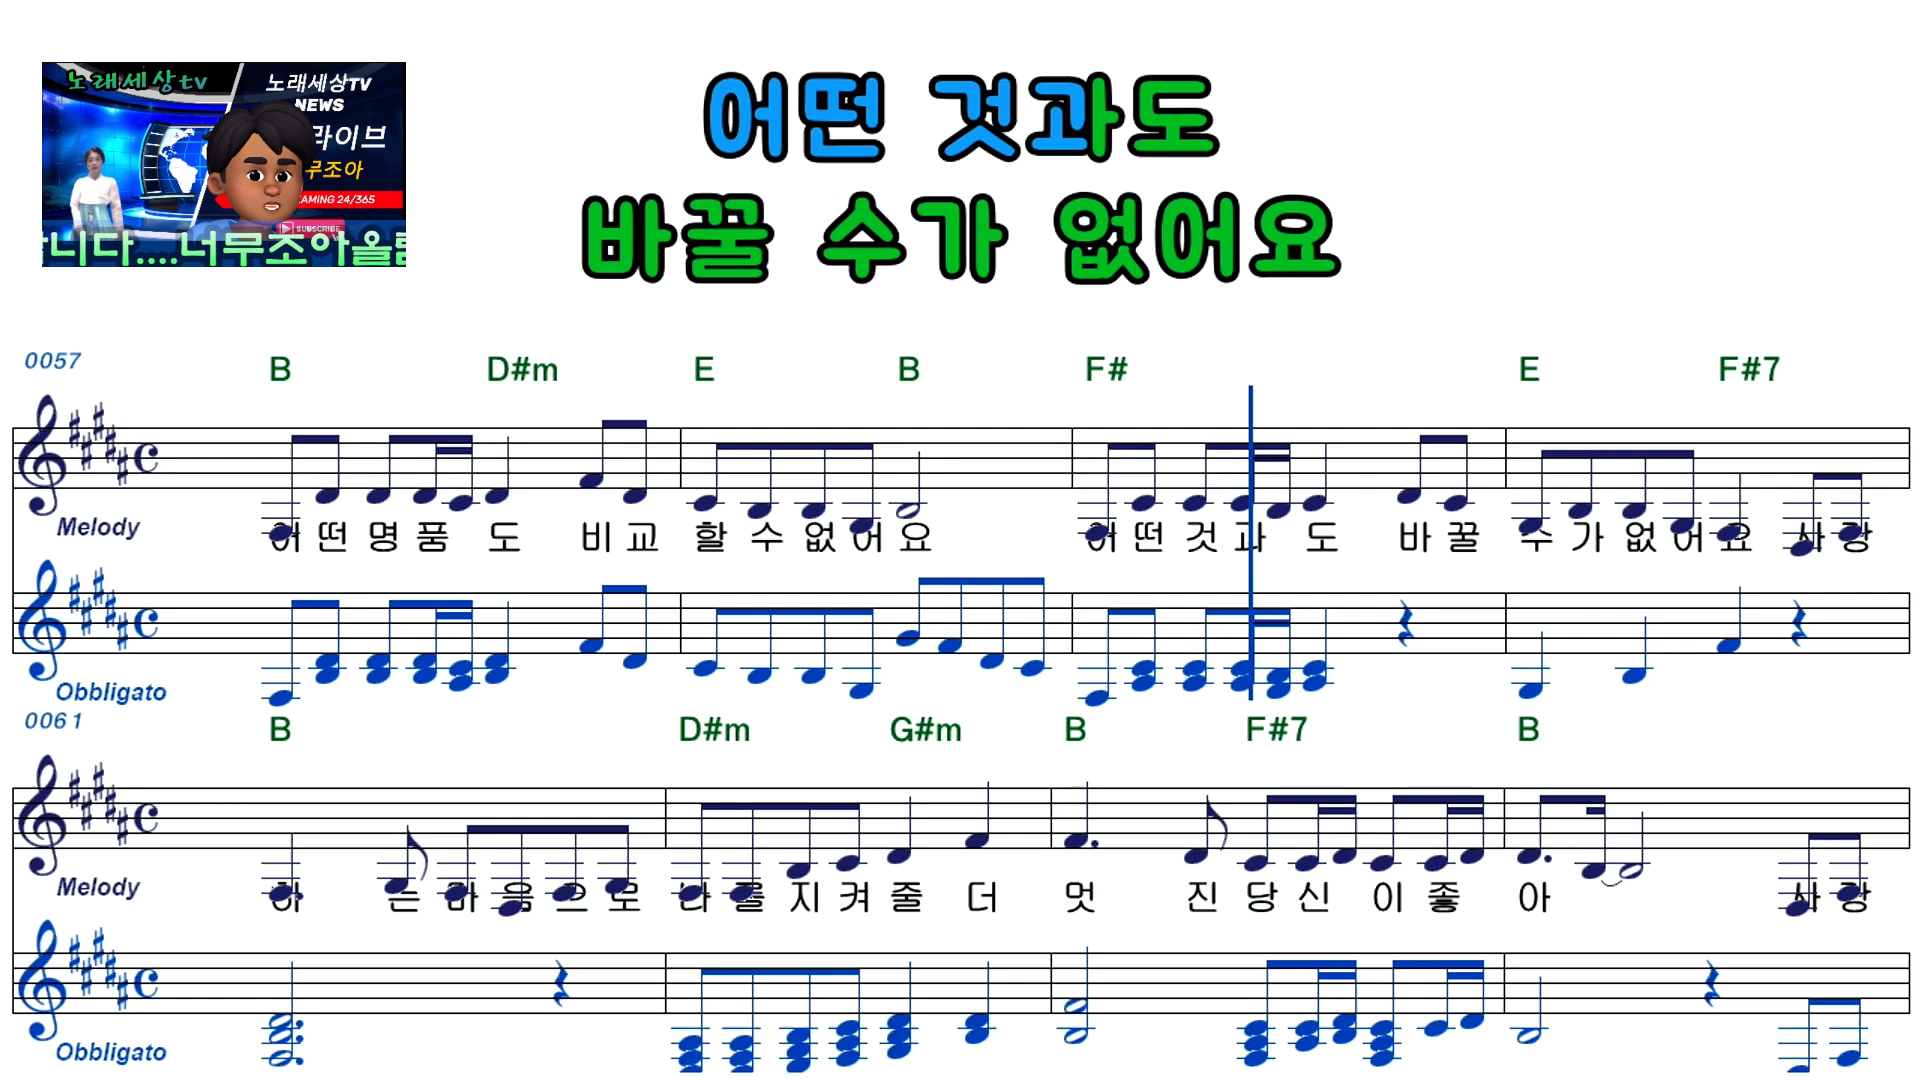 노래세상tv
노래세상TV
NEWS
라이브
무조아
EAMING 24/365
SUBSCRIBE
니다....너무조아올
어떤 것과도
바꿀 수가 없어요
0057
B D#m E B F# E F#7
Melody
어 떤 명 품 도 비 교 할 수 없 어 요 어 떤 것 과 도 바 꿀 수 가 없 어 요 사 랑
Obbligato
0061
B D#m G#m B F#7 B
Melody
하 는 마 음 으 로 나 를 지 켜 줄 더 멋 진 당 신 이 좋 아 사 랑
Obbligato